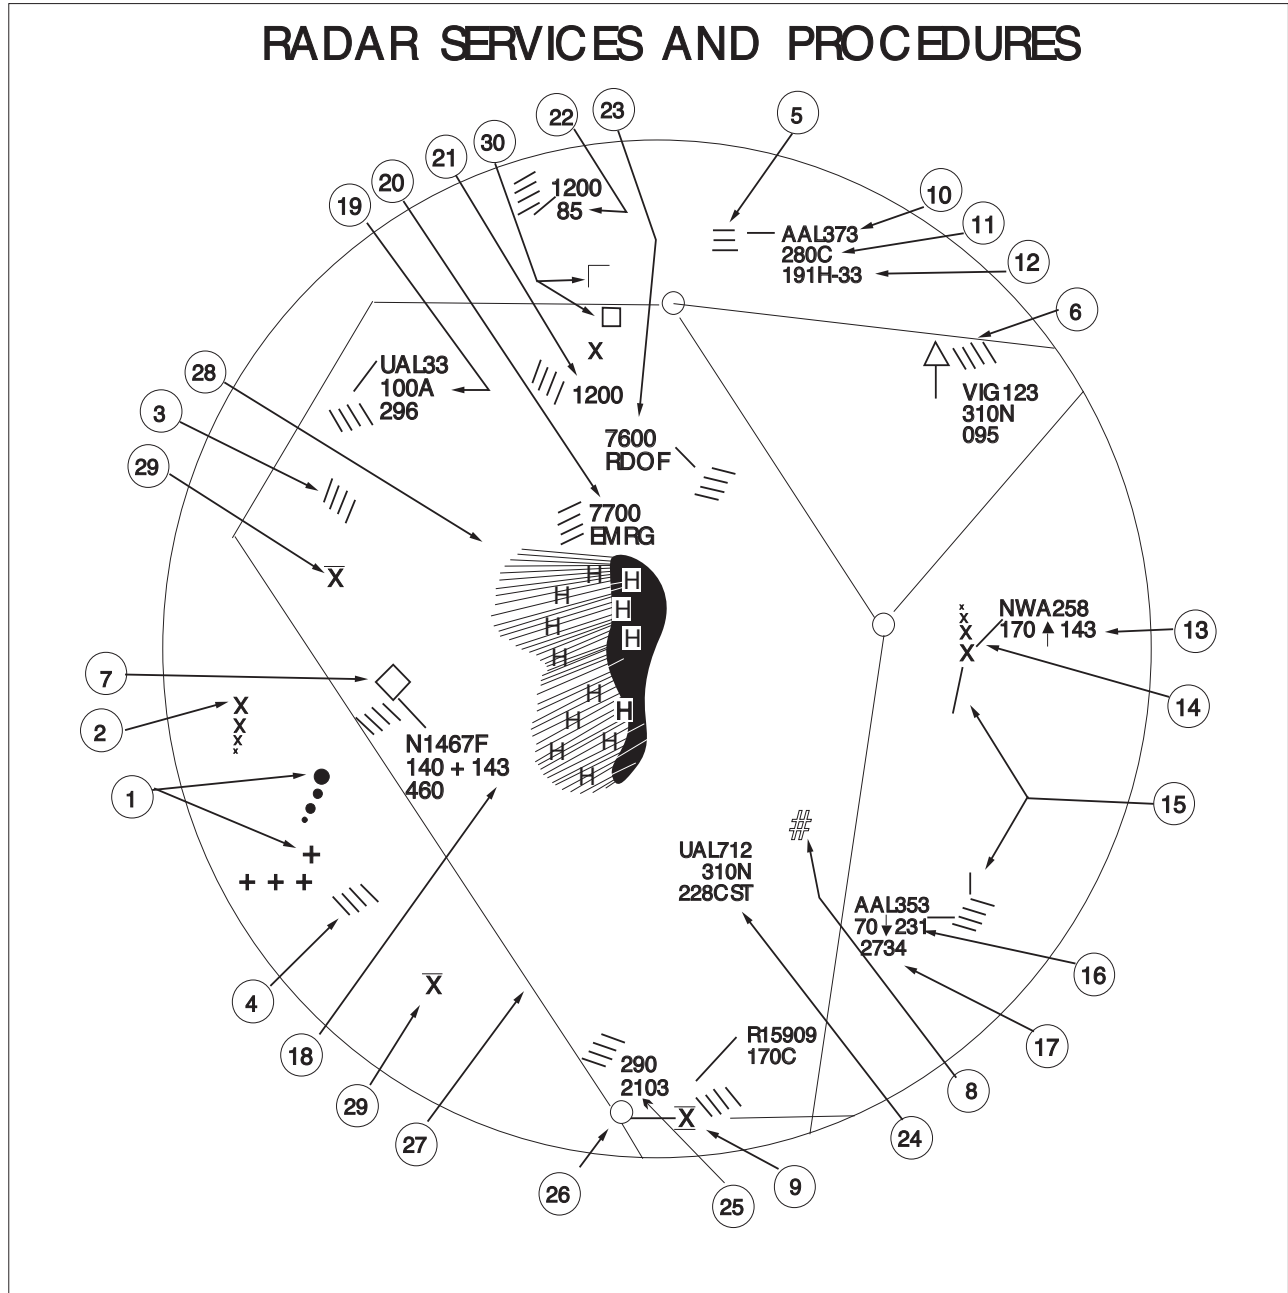 RADAR SERVICES AND PROCEDURES
22
23
5
30
21
20
19
1200
85
10
11
12
AAL373
280C
191H-33
6
X
1200
28
UAL33
100A
296
VIG123
310N
095
3
29
7600
RDOF
7700
EMRG
X
H
H
H
H
H
H
H
H
H
H
H
H
H
X
X
X
X
NWA258
170 ↑ 143
13
7
2
X
X
X
X
14
N1467F
140 + 143
460
1
+
+ + +
15
#
UAL712
310N
228CST
AAL353
70 ↓ 231
2734
4
X
16
18
29
27
R15909
170C
290
2103
X
17
8
24
26
9
25